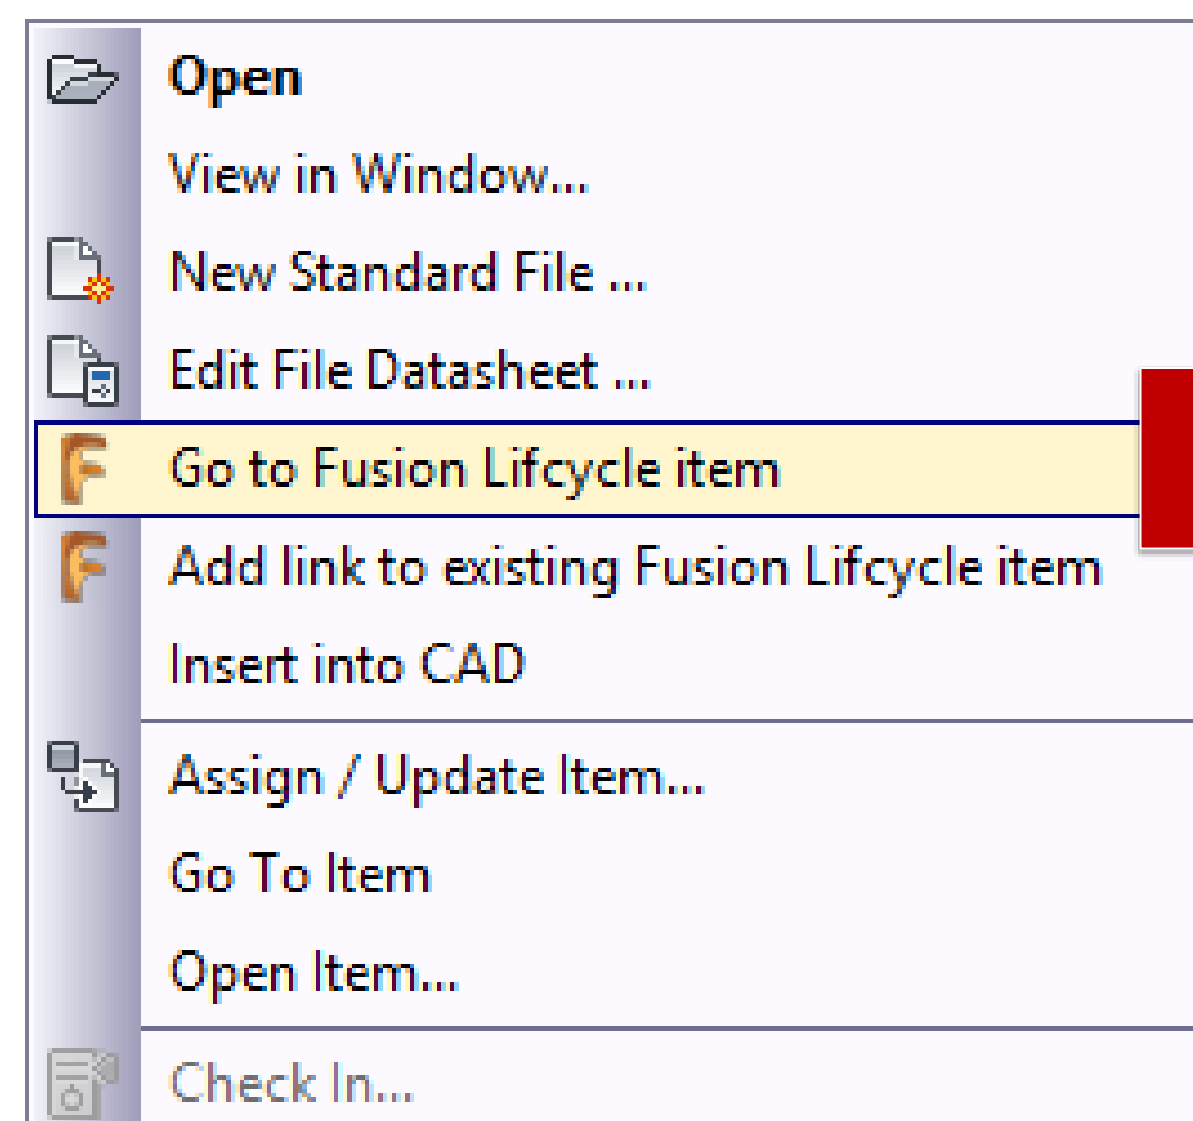 Open
View in Window...
New Standard File ...
Edit File Datasheet ...
Go to Fusion Lifcycle item
Add link to existing Fusion Lifcycle item
Insert into CAD
Assign / Update Item...
Go To Item
Open Item...
Check In...